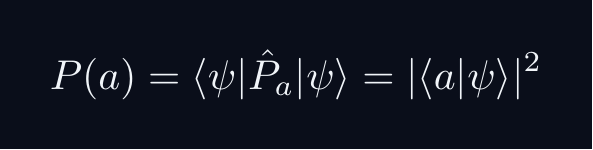 P(a) = ⟨ψ|P̂ₐ|ψ⟩ = |⟨a|ψ⟩|²